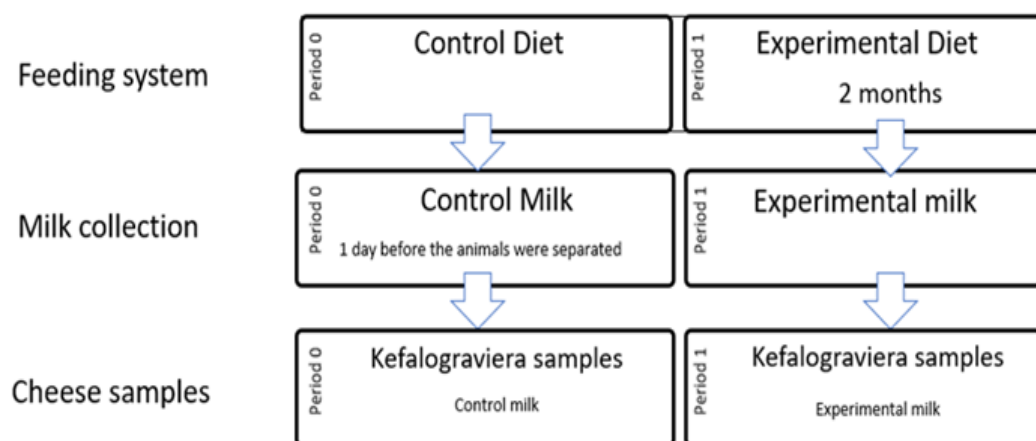 Feeding system
Period 0
Control Diet
Period 1
Experimental Diet
2 months
Milk collection
Period 0
Control Milk
1 day before the animals were separated
Period 1
Experimental milk
Cheese samples
Period 0
Kefalograviera samples
Control milk
Period 1
Kefalograviera samples
Experimental milk